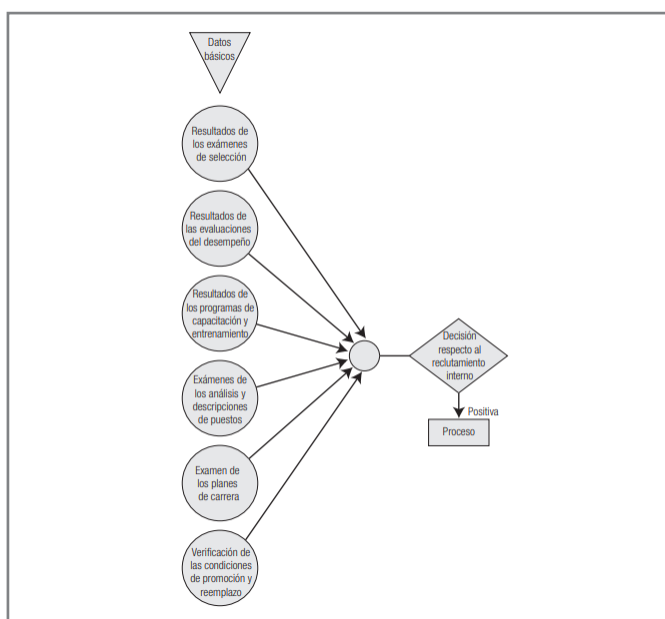 Datos
básicos
Resultados de
los exámenes
de selección
Resultados de
las evaluaciones
del desempeño
Resultados de
los programas de
capacitación y
entrenamiento
Exámenes de
los análisis y
descripciones
de puestos
Examen de
los planes
de carrera
Verificación de
las condiciones
de promoción y
reemplazo
Decisión
respecto al
reclutamiento
interno
Positiva
Proceso